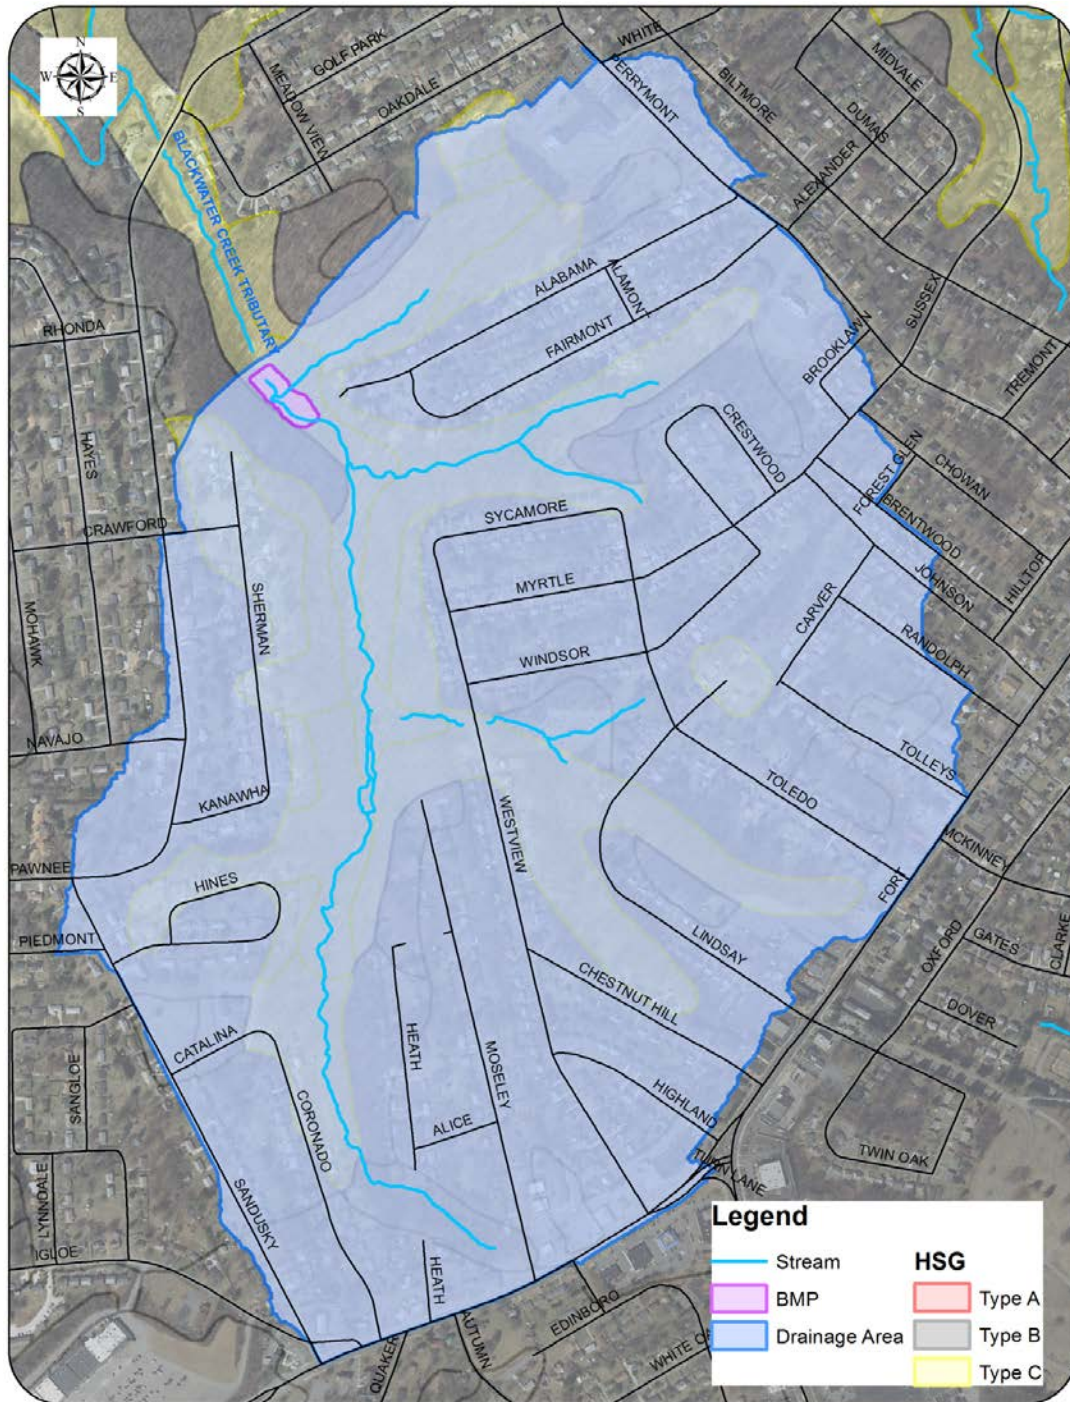 N
W
E
S
GOLF PARK
MEADOW VIEW
OAKDALE
WHITE
PERRYMONT
BILTMORE
MIDVALE
DUMAS
ALEXANDER
BLACKWATER CREEK TRIBUTARY
SUSSEX
TREMONT
ALABAMA
LAMONT
FAIRMONT
BROOKLAWN
RHONDA
HAYES
CRESTWOOD
FOREST GLEN
CHOWAN
BRENTWOOD
JOHNSON
HILLTOP
CRAWFORD
SYCAMORE
MYRTLE
CARVER
RANDOLPH
MOHAWK
SHERMAN
WINDSOR
NAVAJO
TOLLEYS
TOLEDO
KANAWHA
WESTVIEW
MCKINNEY
PAWNEE
HINES
FORT
PIEDMONT
LINDSAY
OXFORD
GATES
CLARKE
CHESTNUT HILL
DOVER
CATALINA
HEATH
MOSELEY
SANGLOE
CORONADO
ALICE
HIGHLAND
TURN LANE
TWIN OAK
LYNNDALE
SANDUSKY
IGLOE
HEATH
EDINBORO
QUAKER
AUTUMN
Legend
Stream
BMP
Drainage Area
HSG
Type A
Type B
Type C